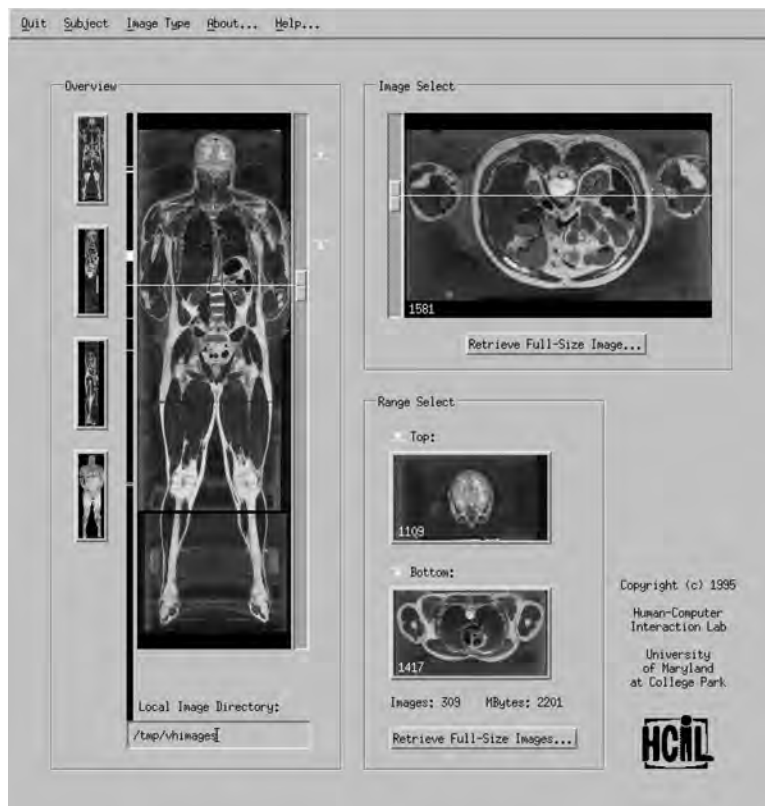 Quit Subject Image Type About... Help...
Overview
Image Select
1581
Retrieve Full-Size Image...
Range Select
Top:
1109
Bottom:
1417
Images: 309 MBytes: 2201
Retrieve Full-Size Images...
Local Image Directory:
/tmp/vhimages
Copyright (c) 1995
Human-Computer
Interaction Lab
University
of Maryland
at College Park
HCIL